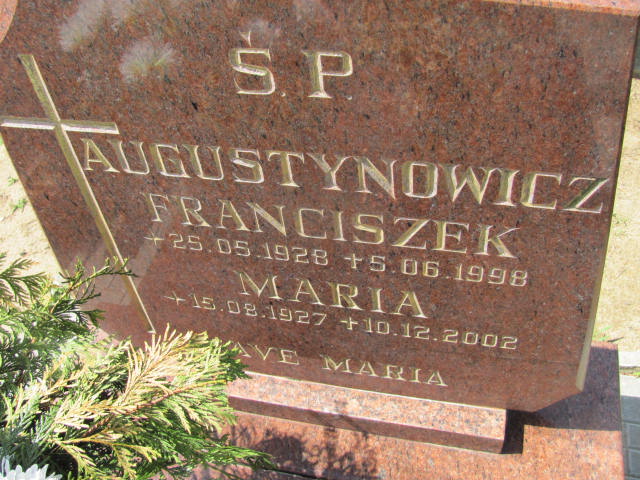 Ś.P.
AUGUSTYNOWICZ
FRANCISZEK
+25.05.1928 +5.06.1998
MARIA
+15.08.1927 +10.12.2002
AVE MARIA